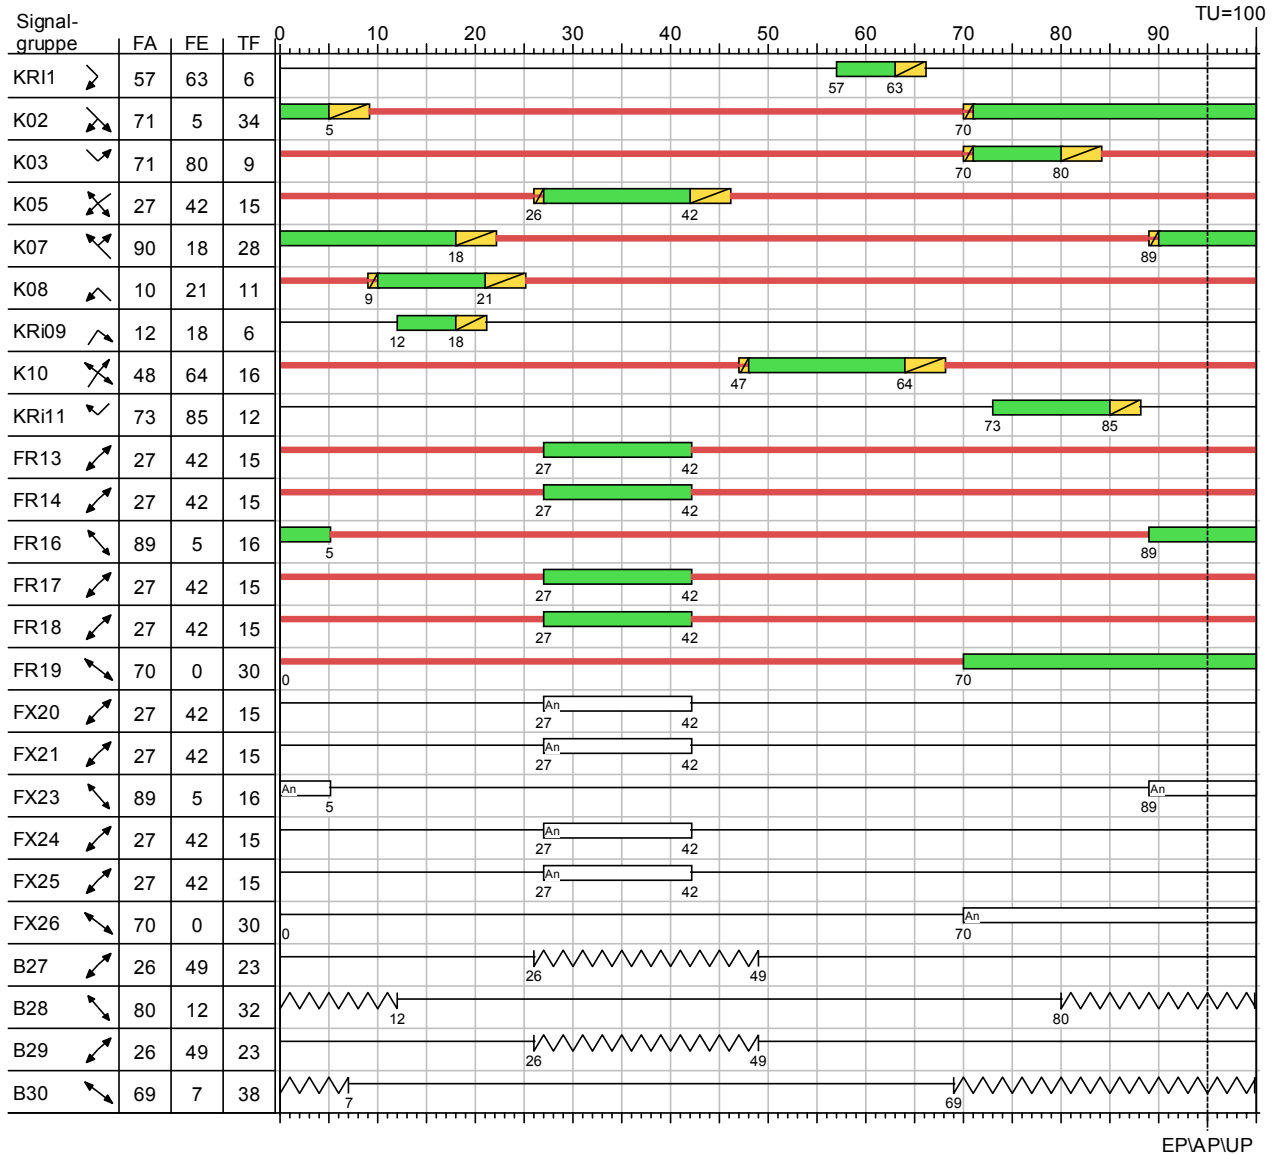 TU=100
Signal-
gruppe FA FE TF 0 10 20 30 40 50 60 70 80 90
KRI1 57 63 6
57 63
K02 71 5 34
5 70
K03 71 80 9
70 80
K05 27 42 15
26 42
K07 90 18 28
18 89
K08 10 21 11
9 21
KRi09 12 18 6
12 18
K10 48 64 16
47 64
KRi11 73 85 12
73 85
FR13 27 42 15
27 42
FR14 27 42 15
27 42
FR16 89 5 16
5 89
FR17 27 42 15
27 42
FR18 27 42 15
27 42
FR19 70 0 30
0 70
FX20 27 42 15 An
27 42
FX21 27 42 15 An
27 42
FX23 89 5 16 An An
5 89
FX24 27 42 15 An
27 42
FX25 27 42 15 An
27 42
FX26 70 0 30 An
0 70
B27 26 49 23
26 49
B28 80 12 32
12 80
B29 26 49 23
26 49
B30 69 7 38
7 69
EP\AP\UP